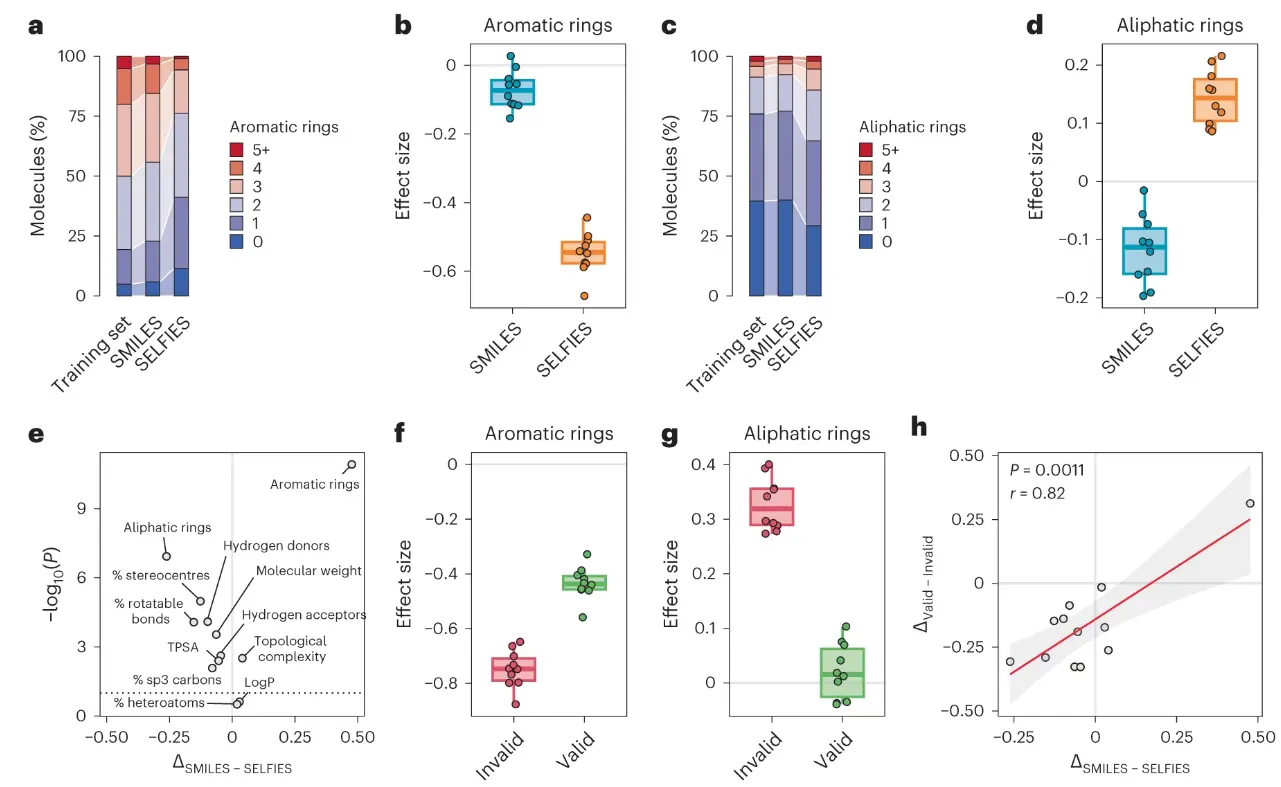 a
100
75
50
25
0
Molecules (%)
Training set
SMILES
SELFIES
Aromatic rings
5+
4
3
2
1
0
b
Aromatic rings
0
−0.2
−0.4
−0.6
Effect size
SMILES
SELFIES
c
100
75
50
25
0
Molecules (%)
Training set
SMILES
SELFIES
Aliphatic rings
5+
4
3
2
1
0
d
Aliphatic rings
0.2
0.1
0
−0.1
−0.2
Effect size
SMILES
SELFIES
e
9
6
3
0
−log10(P)
Aromatic rings
Aliphatic rings
Hydrogen donors
% stereocentres
Molecular weight
% rotatable
bonds
Hydrogen acceptors
TPSA
Topological
complexity
% sp3 carbons
LogP
% heteroatoms
−0.50
−0.25
0
0.25
0.50
ΔSMILES – SELFIES
f
Aromatic rings
0
−0.2
−0.4
−0.6
−0.8
Effect size
Invalid
Valid
g
Aliphatic rings
0.4
0.3
0.2
0.1
0
Effect size
Invalid
Valid
h
0.50
0.25
0
−0.25
−0.50
ΔValid – Invalid
P = 0.0011
r = 0.82
−0.25
0
0.25
0.50
ΔSMILES – SELFIES